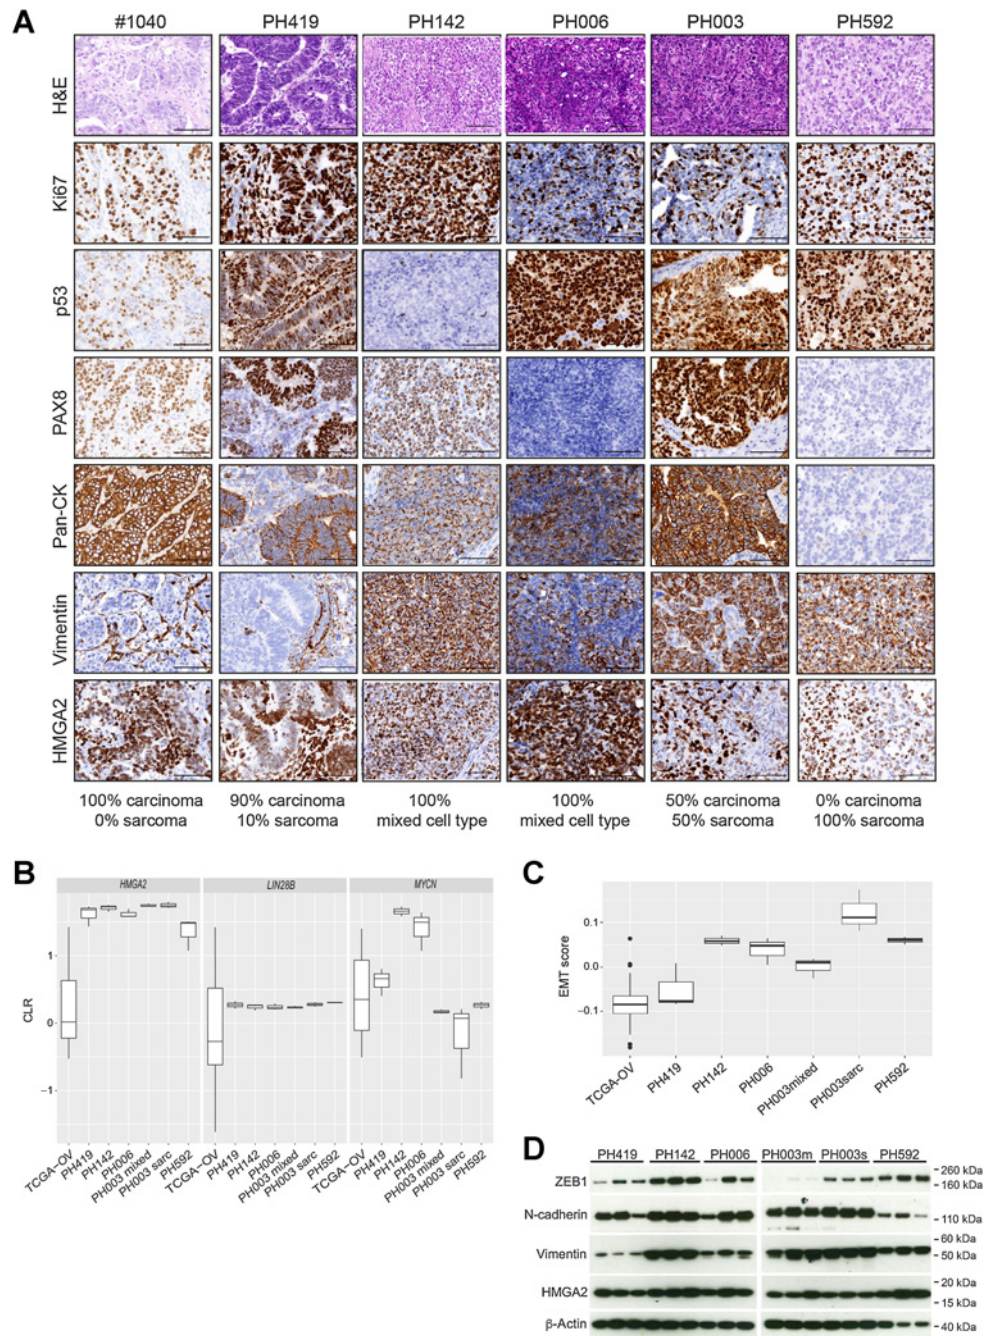 A
#1040 PH419 PH142 PH006 PH003 PH592
H&E
Ki67
p53
PAX8
Pan-CK
Vimentin
HMGA2
100% carcinoma 90% carcinoma 100% 100% 50% carcinoma 0% carcinoma
0% sarcoma 10% sarcoma mixed cell type mixed cell type 50% sarcoma 100% sarcoma
B
HMGA2 LIN28B MYCN
CLR
1
0
−1
TCGA-OV PH419 PH142 PH006 PH003 mixed PH003 sarc PH592 TCGA-OV PH419 PH142 PH006 PH003 mixed PH003 sarc PH592 TCGA-OV PH419 PH142 PH006 PH003 mixed PH003 sarc PH592
C
EMT score
0.1
0.0
−0.1
TCGA-OV PH419 PH142 PH006 PH003mixed PH003sarc PH592
D
PH419 PH142 PH006 PH003m PH003s PH592
ZEB1 - 260 kDa
- 160 kDa
N-cadherin - 110 kDa
- 60 kDa
Vimentin - 50 kDa
- 20 kDa
HMGA2
- 15 kDa
β-Actin - 40 kDa